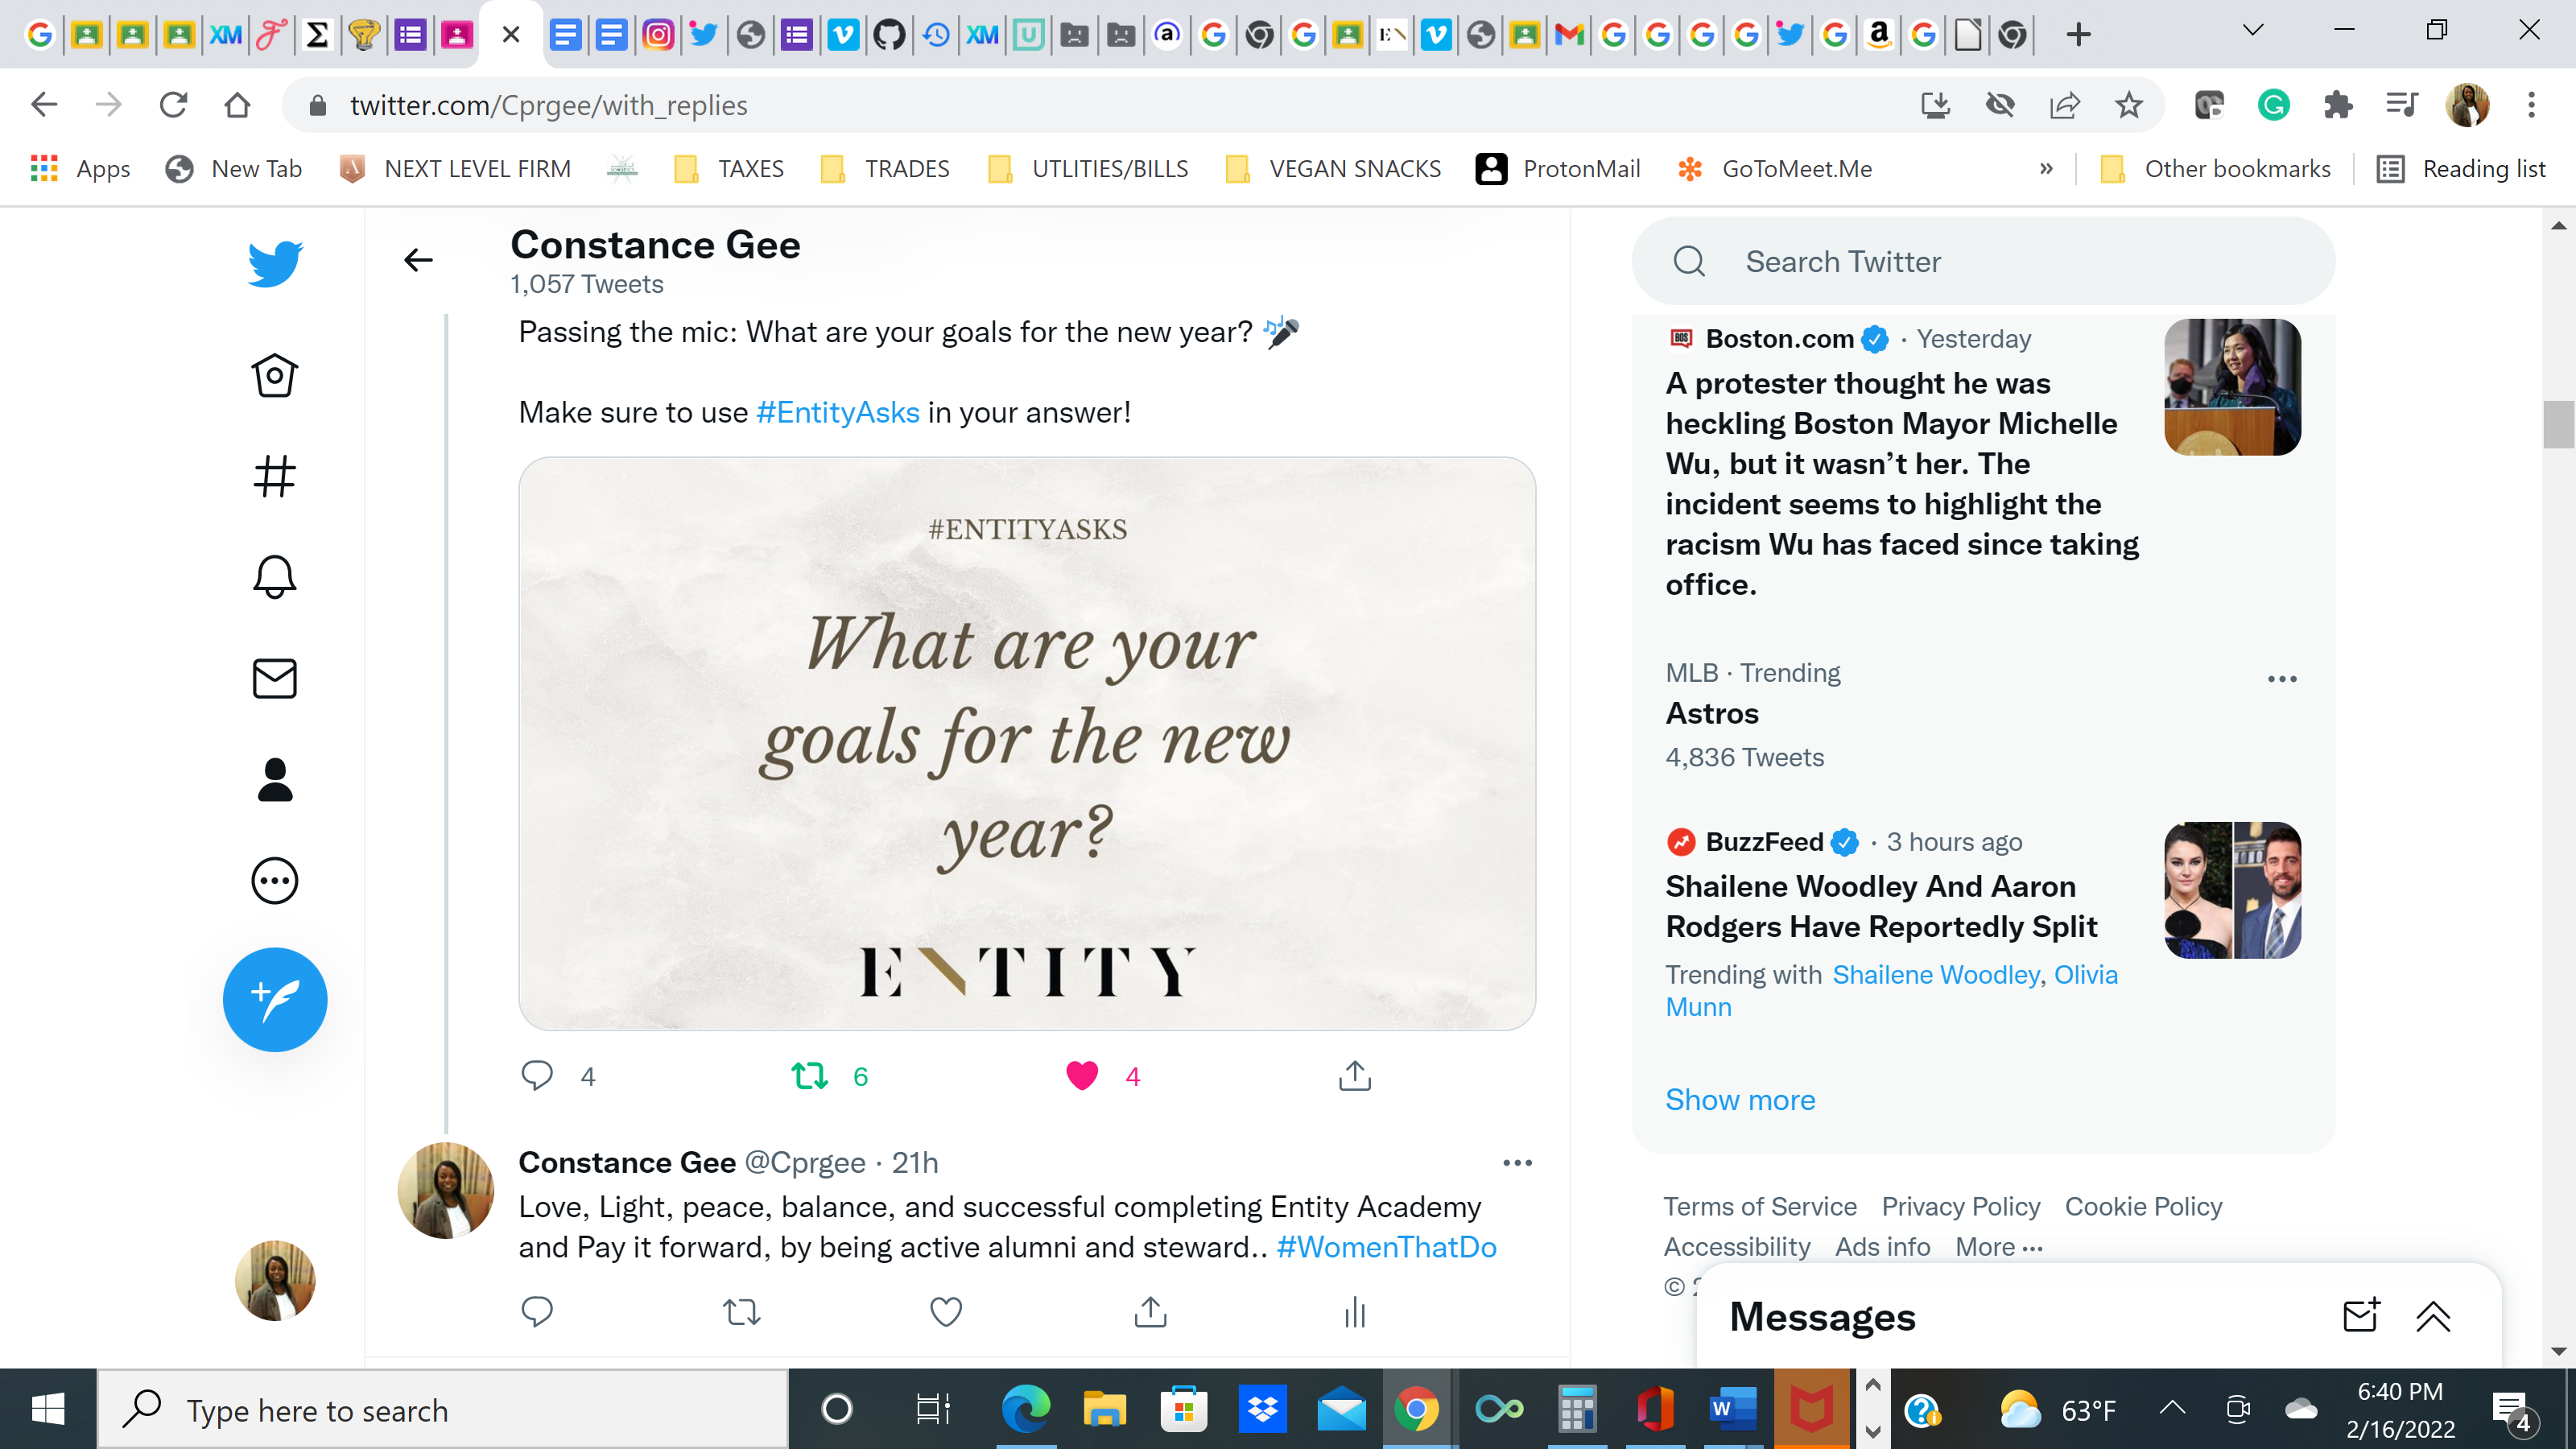 twitter.com/Cprgee/with_replies
Apps
New Tab
NEXT LEVEL FIRM
TAXES
TRADES
UTLITIES/BILLS
VEGAN SNACKS
ProtonMail
GoToMeet.Me
»
Other bookmarks
Reading list
Constance Gee
1,057 Tweets
Passing the mic: What are your goals for the new year? 🎤
Make sure to use #EntityAsks in your answer!
#ENTITYASKS
What are your
goals for the new
year?
ENTITY
4
6
4
Constance Gee @Cprgee · 21h
Love, Light, peace, balance, and successful completing Entity Academy
and Pay it forward, by being active alumni and steward.. #WomenThatDo
Search Twitter
Boston.com · Yesterday
A protester thought he was
heckling Boston Mayor Michelle
Wu, but it wasn’t her. The
incident seems to highlight the
racism Wu has faced since taking
office.
MLB · Trending
Astros
4,836 Tweets
BuzzFeed · 3 hours ago
Shailene Woodley And Aaron
Rodgers Have Reportedly Split
Trending with Shailene Woodley, Olivia
Munn
Show more
Terms of Service Privacy Policy Cookie Policy
Accessibility Ads info More ···
©
Messages
Type here to search
63°F
6:40 PM
2/16/2022
4